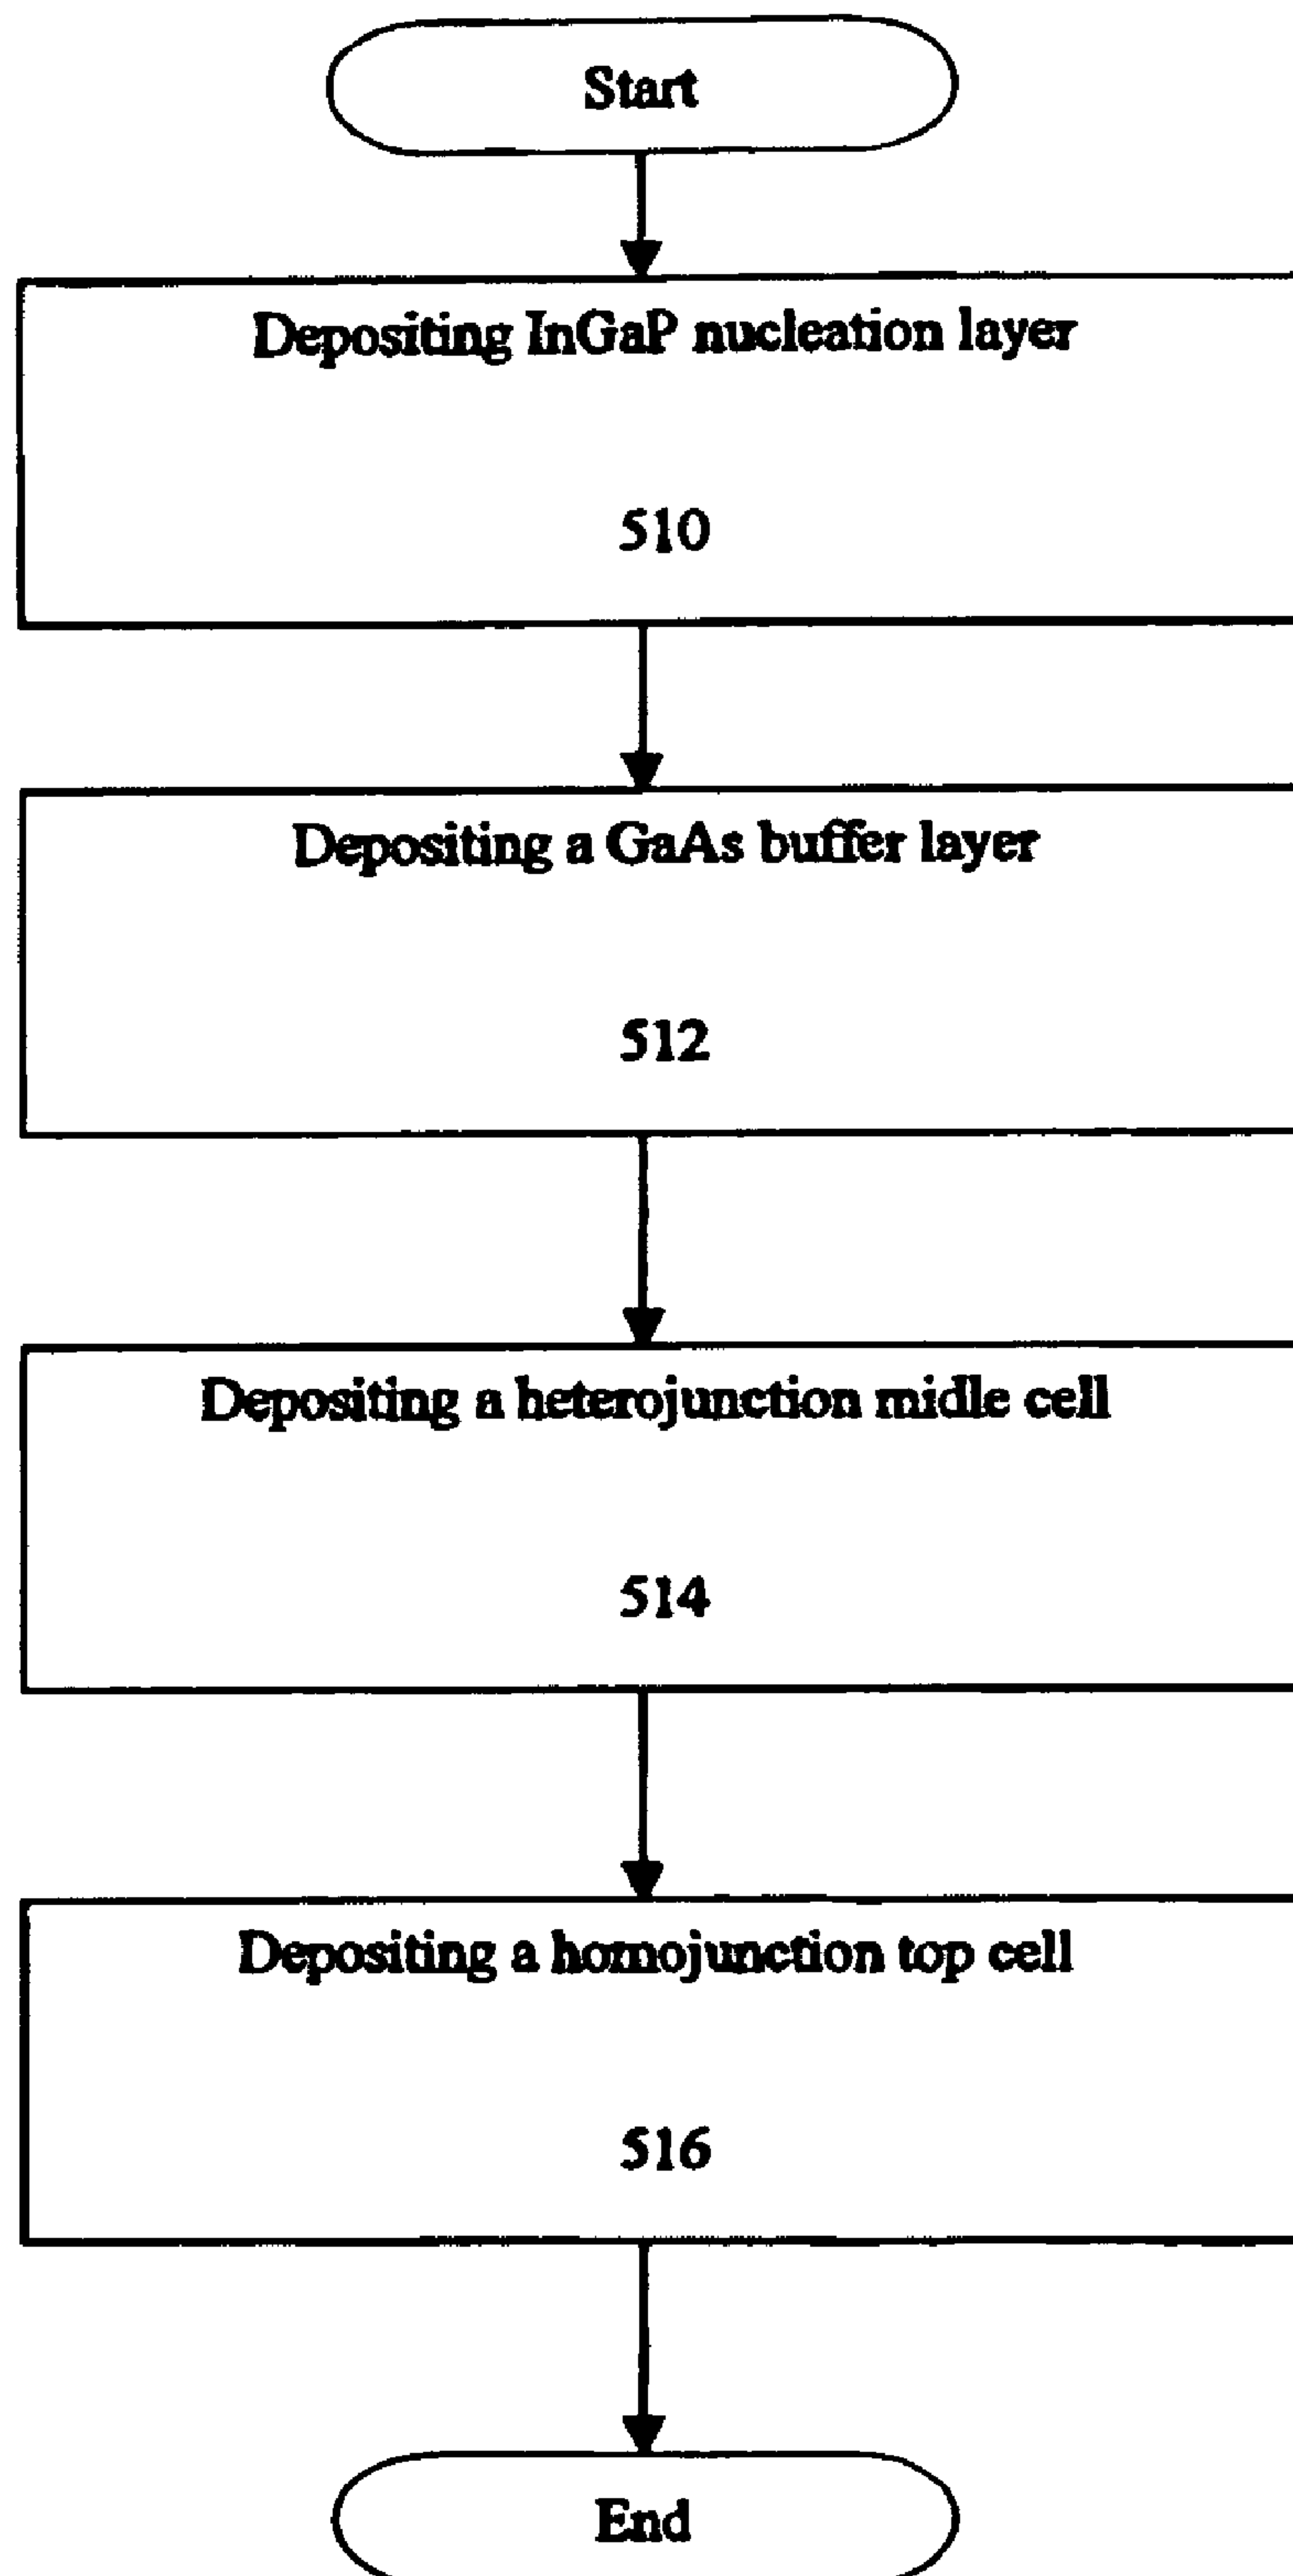 Start
Depositing InGaP nucleation layer
510
Depositing a GaAs buffer layer
512
Depositing a heterojunction midle cell
514
Depositing a homojunction top cell
516
End